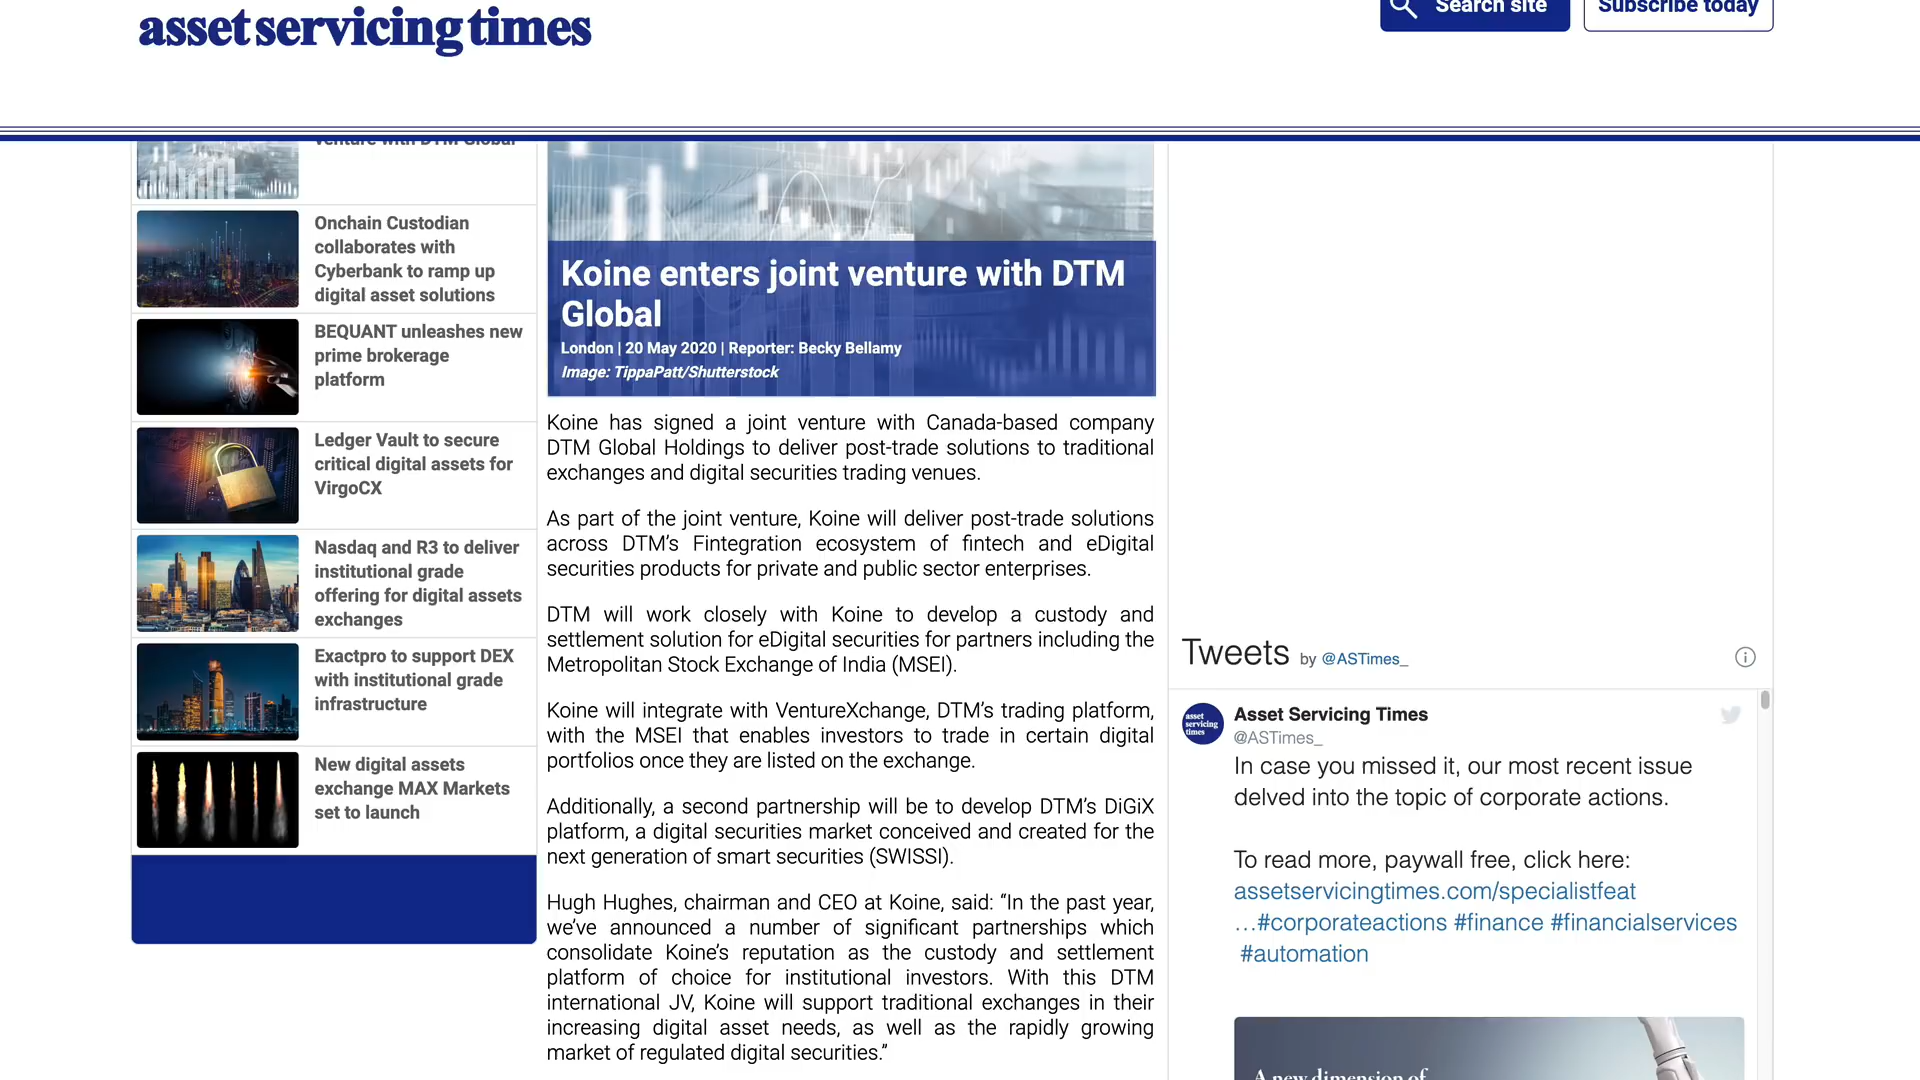 asset servicing times
Search site
Subscribe today
venture with DTM Global
Onchain Custodian
collaborates with
Cyberbank to ramp up
digital asset solutions
BEQUANT unleashes new
prime brokerage
platform
Ledger Vault to secure
critical digital assets for
VirgoCX
Nasdaq and R3 to deliver
institutional grade
offering for digital assets
exchanges
Exactpro to support DEX
with institutional grade
infrastructure
New digital assets
exchange MAX Markets
set to launch
Koine enters joint venture with DTM
Global
London | 20 May 2020 | Reporter: Becky Bellamy
Image: TippaPatt/Shutterstock
Koine has signed a joint venture with Canada-based company
DTM Global Holdings to deliver post-trade solutions to traditional
exchanges and digital securities trading venues.
As part of the joint venture, Koine will deliver post-trade solutions
across DTM’s Fintegration ecosystem of fintech and eDigital
securities products for private and public sector enterprises.
DTM will work closely with Koine to develop a custody and
settlement solution for eDigital securities for partners including the
Metropolitan Stock Exchange of India (MSEI).
Koine will integrate with VentureXchange, DTM’s trading platform,
with the MSEI that enables investors to trade in certain digital
portfolios once they are listed on the exchange.
Additionally, a second partnership will be to develop DTM’s DiGiX
platform, a digital securities market conceived and created for the
next generation of smart securities (SWISSI).
Hugh Hughes, chairman and CEO at Koine, said: “In the past year,
we’ve announced a number of significant partnerships which
consolidate Koine’s reputation as the custody and settlement
platform of choice for institutional investors. With this DTM
international JV, Koine will support traditional exchanges in their
increasing digital asset needs, as well as the rapidly growing
market of regulated digital securities.”
Tweets by @ASTimes_
asset
servicing
times
Asset Servicing Times
@ASTimes_
In case you missed it, our most recent issue
delved into the topic of corporate actions.
To read more, paywall free, click here:
assetservicingtimes.com/specialistfeat
…#corporateactions #finance #financialservices
#automation
A new dimension of